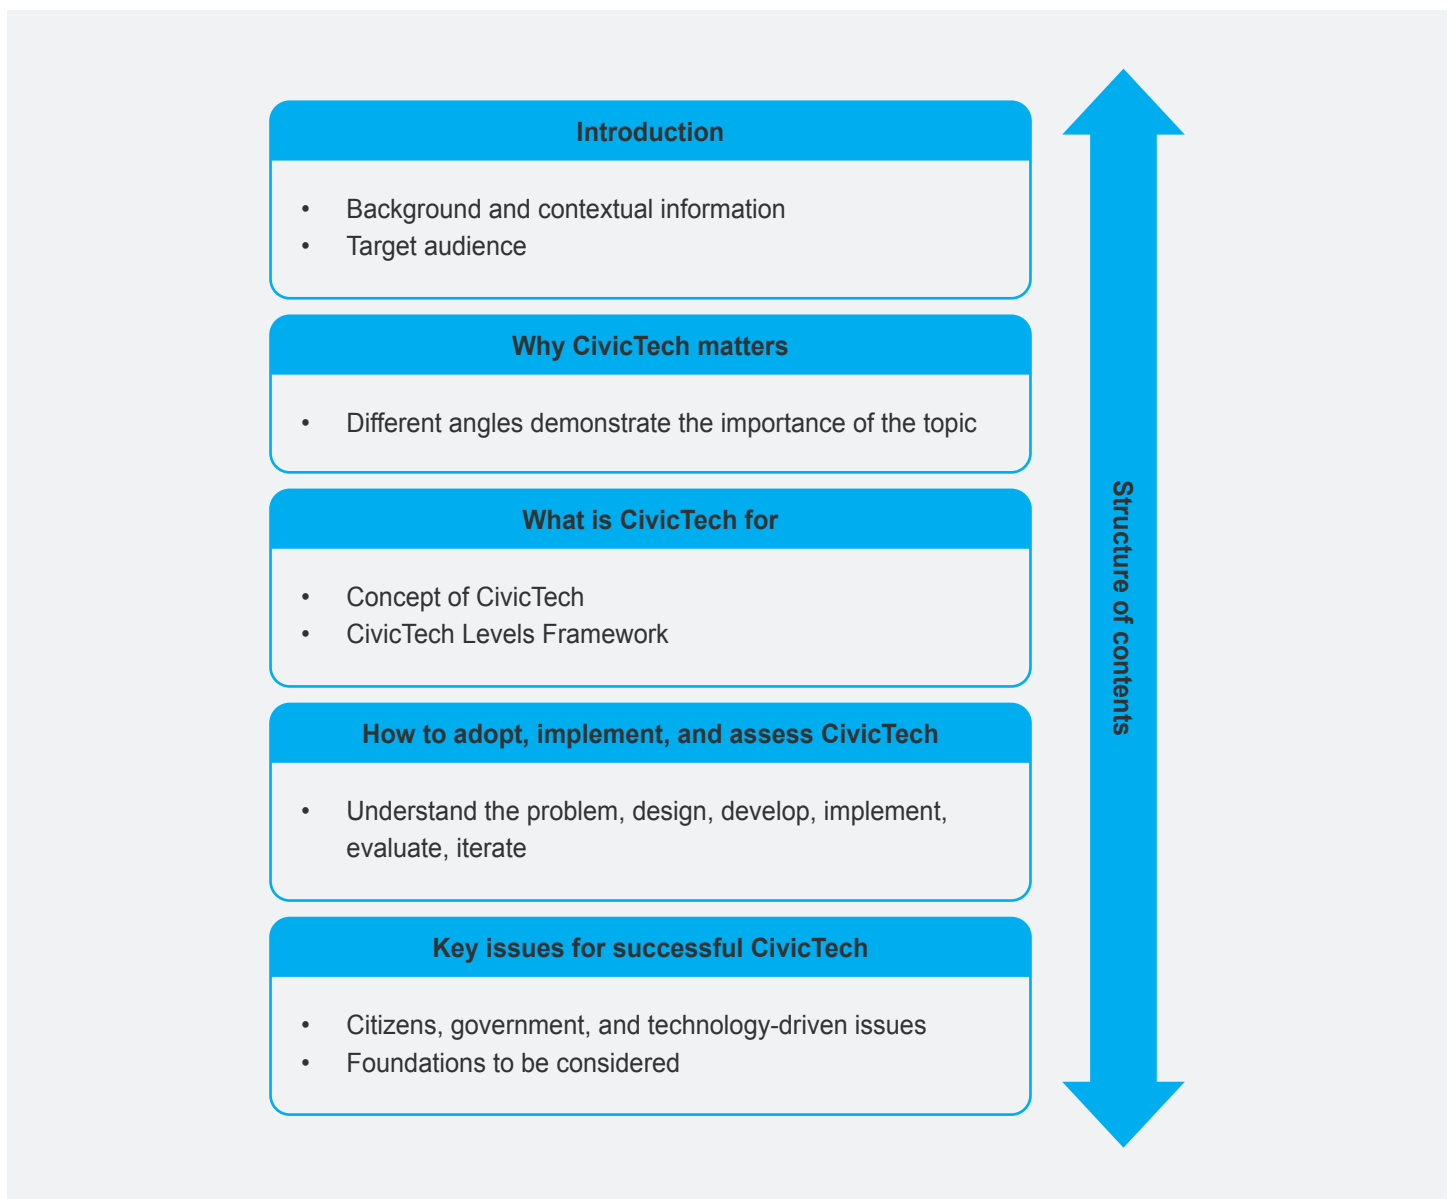 Introduction
• Background and contextual information
• Target audience
Why CivicTech matters
• Different angles demonstrate the importance of the topic
What is CivicTech for
• Concept of CivicTech
• CivicTech Levels Framework
How to adopt, implement, and assess CivicTech
• Understand the problem, design, develop, implement,
evaluate, iterate
Key issues for successful CivicTech
• Citizens, government, and technology-driven issues
• Foundations to be considered
Structure of contents